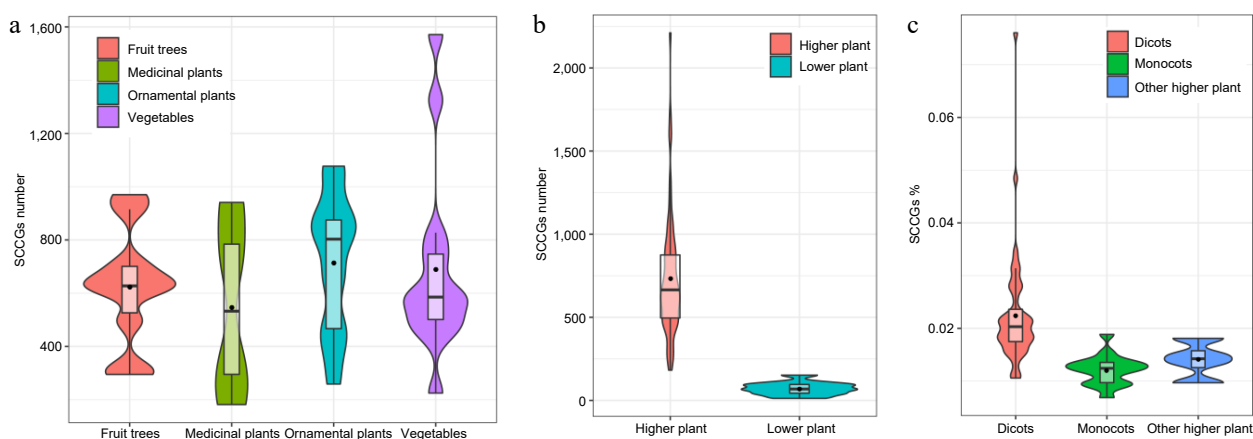 a
SCCGs number
1,600
1,200
800
400
Fruit trees
Medicinal plants
Ornamental plants
Vegetables
Fruit trees Medicinal plants Ornamental plants Vegetables
b
SCCGs number
2,000
1,500
1,000
500
0
Higher plant
Lower plant
Higher plant Lower plant
c
SCCGs %
0.06
0.04
0.02
Dicots
Monocots
Other higher plant
Dicots Monocots Other higher plant